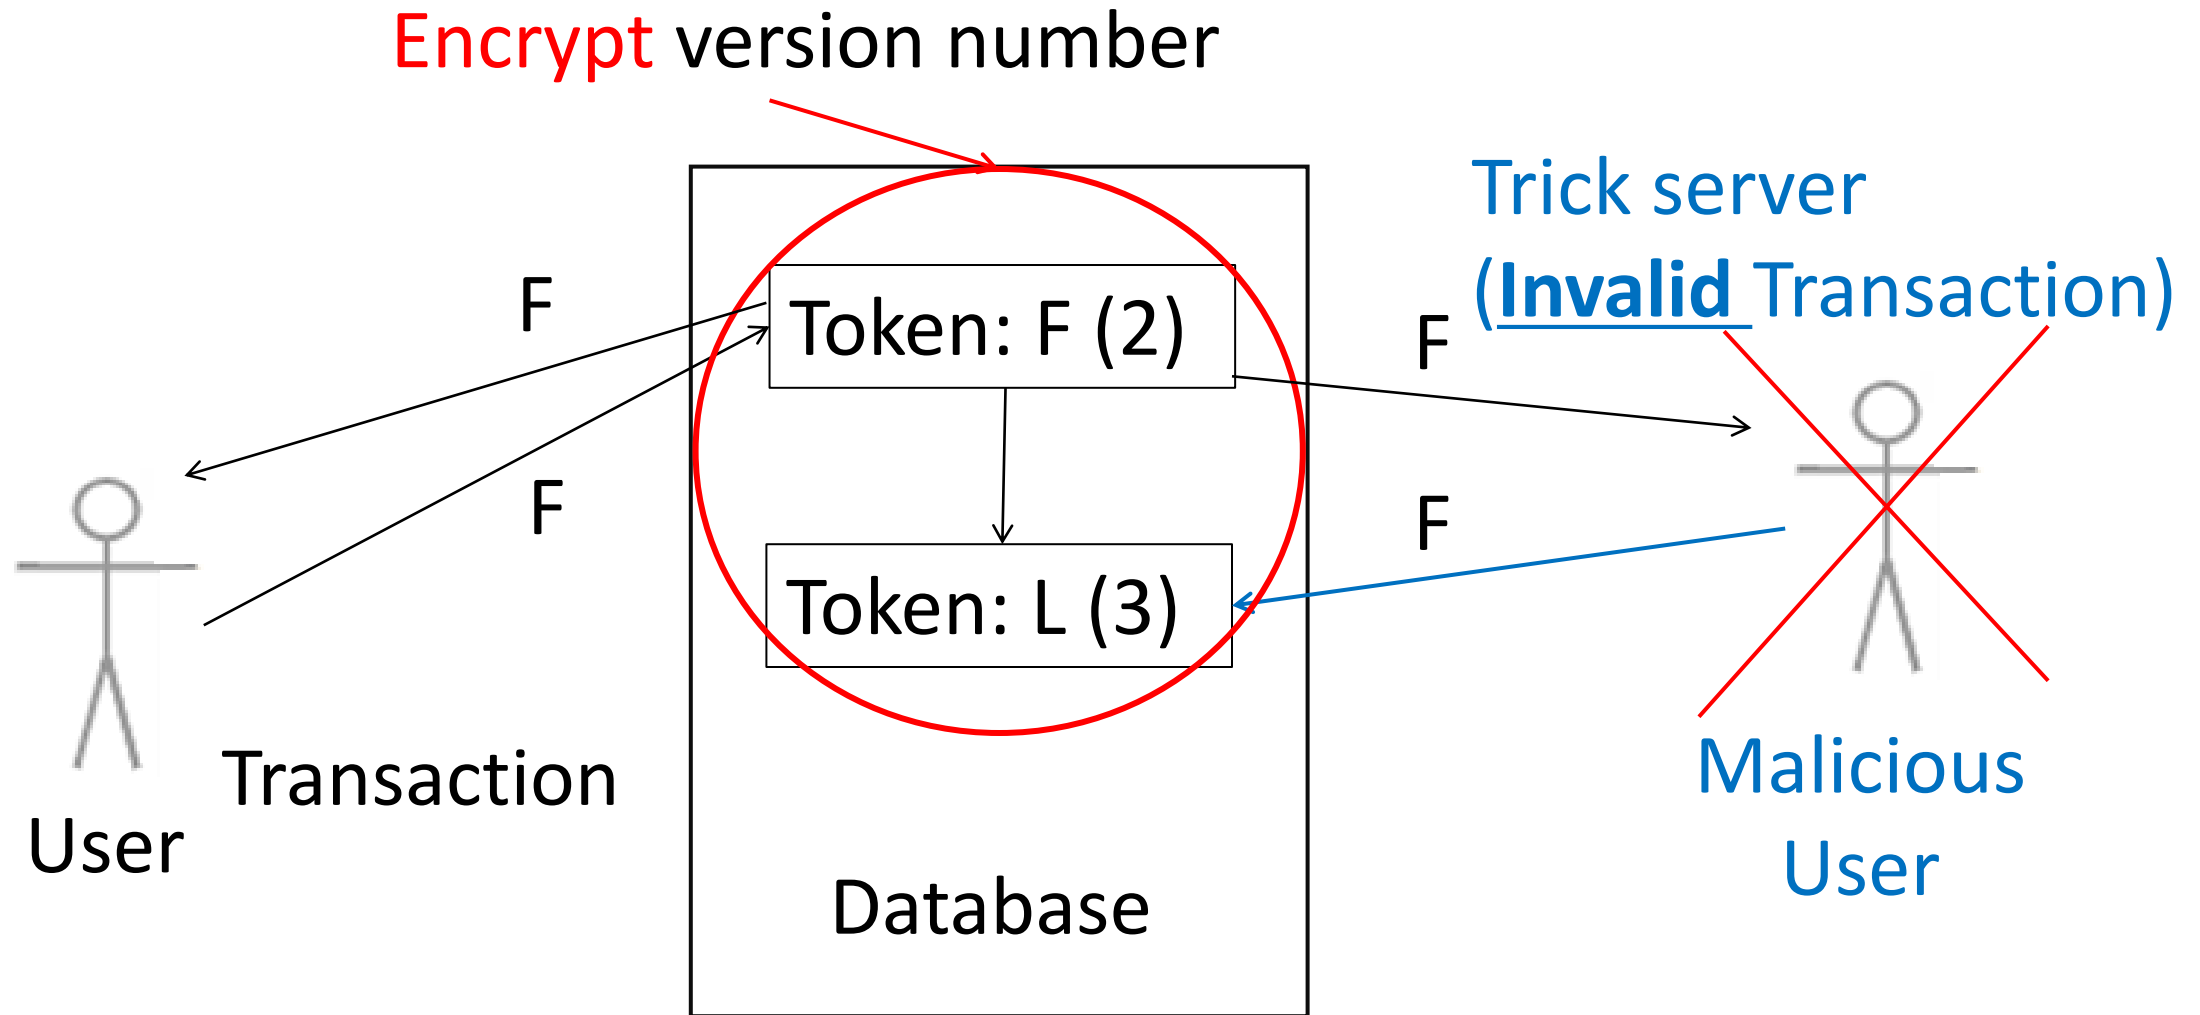 Encrypt version number
Trick server
(Invalid Transaction)
F
Token: F (2)
F
F
Token: L (3)
F
Transaction
User
Database
Malicious
User